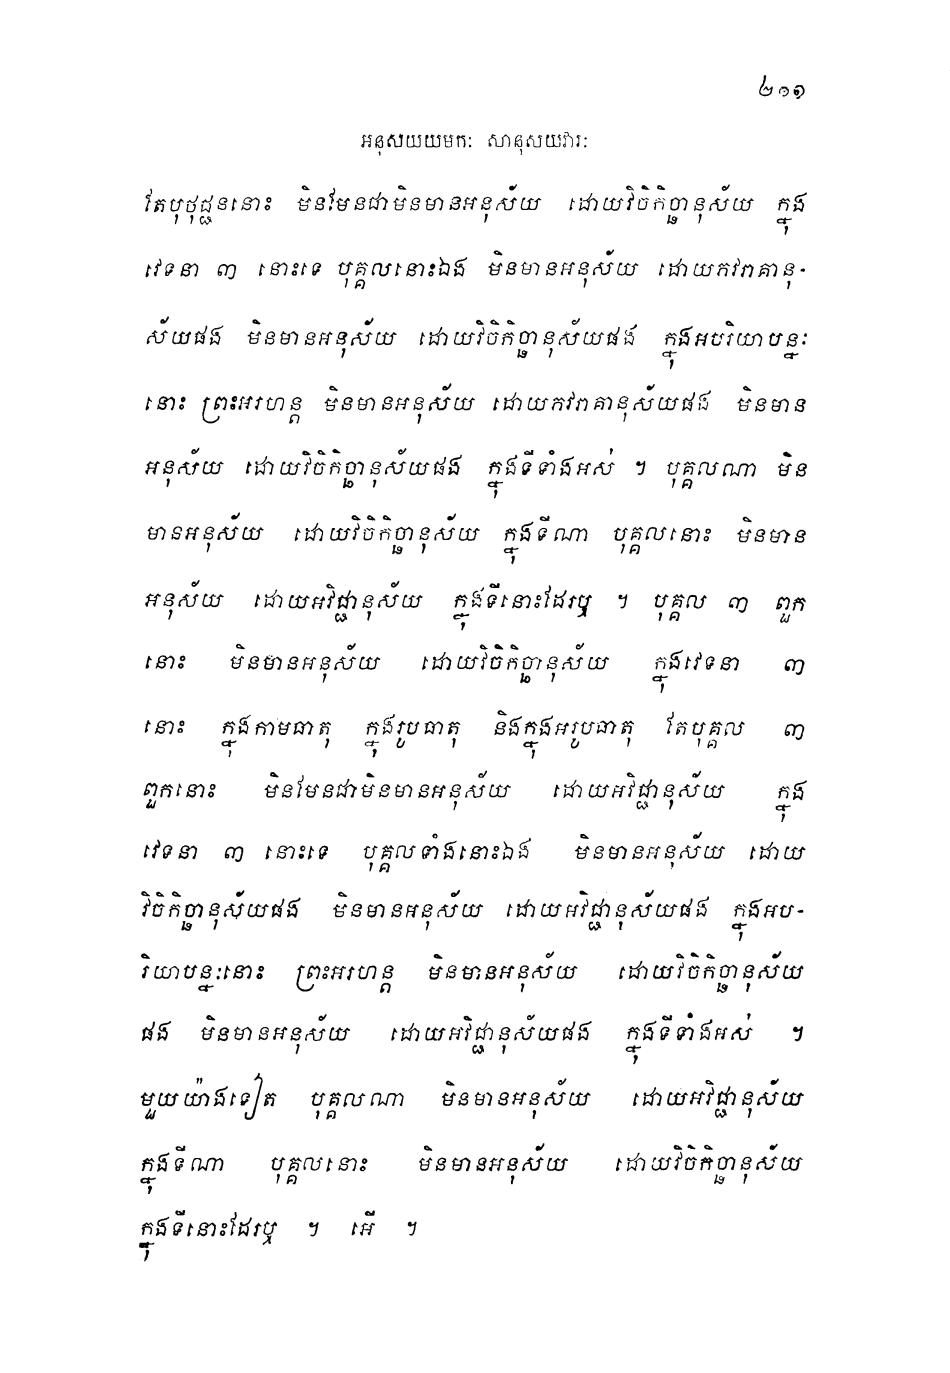 ២១១
អនុសយយមកៈ សានុសយវារៈ
តែបុថុជ្ជននោះ មិនមែនជាមិនមានអនុស័យ ដោយវិចិកិច្ឆានុស័យ ក្នុង
វេទនា ៣ នោះទេ បុគ្គលនោះឯង មិនមានអនុស័យ ដោយភវរាគានុ-
ស័យផង មិនមានអនុស័យ ដោយវិចិកិច្ឆានុស័យផង ក្នុងអបរិយាបន្នៈ
នោះ ព្រះអរហន្ត មិនមានអនុស័យ ដោយភវរាគានុស័យផង មិនមាន
អនុស័យ ដោយវិចិកិច្ឆានុស័យផង ក្នុងទីទាំងអស់ ។ បុគ្គលណា មិន
មានអនុស័យ ដោយវិចិកិច្ឆានុស័យ ក្នុងទីណា បុគ្គលនោះ មិនមាន
អនុស័យ ដោយអវិជ្ជានុស័យ ក្នុងទីនោះដែរឬ ។ បុគ្គល ៣ ពួក
នោះ មិនមានអនុស័យ ដោយវិចិកិច្ឆានុស័យ ក្នុងវេទនា ៣
នោះ ក្នុងកាមធាតុ ក្នុងរូបធាតុ និងក្នុងអរូបធាតុ តែបុគ្គល ៣
ពួកនោះ មិនមែនជាមិនមានអនុស័យ ដោយអវិជ្ជានុស័យ ក្នុង
វេទនា ៣ នោះទេ បុគ្គលទាំងនោះឯង មិនមានអនុស័យ ដោយ
វិចិកិច្ឆានុស័យផង មិនមានអនុស័យ ដោយអវិជ្ជានុស័យផង ក្នុងអប-
រិយាបន្នៈនោះ ព្រះអរហន្ត មិនមានអនុស័យ ដោយវិចិកិច្ឆានុស័យ
ផង មិនមានអនុស័យ ដោយអវិជ្ជានុស័យផង ក្នុងទីទាំងអស់ ។
មួយយ៉ាងទៀត បុគ្គលណា មិនមានអនុស័យ ដោយអវិជ្ជានុស័យ
ក្នុងទីណា បុគ្គលនោះ មិនមានអនុស័យ ដោយវិចិកិច្ឆានុស័យ
ក្នុងទីនោះដែរឬ ។ អើ ។